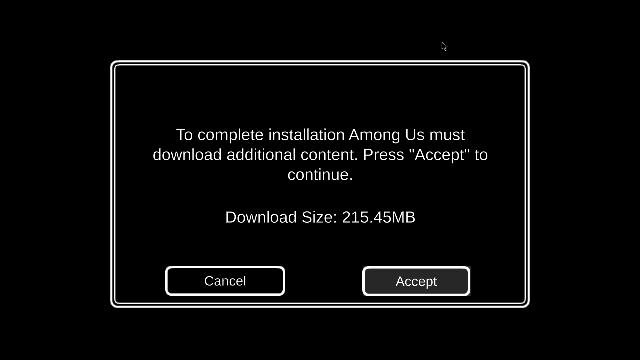 To complete installation Among Us must
download additional content. Press "Accept" to
continue.
Download Size: 215.45MB
Cancel
Accept